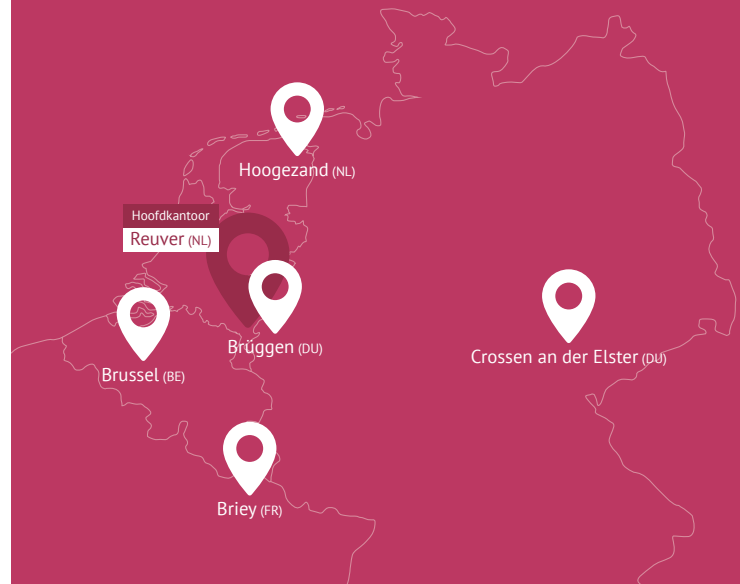 Hoogezand (NL)
Hoofdkantoor
Reuver (NL)
Brüggen (DU)
Crossen an der Elster (DU)
Brussel (BE)
Briey (FR)